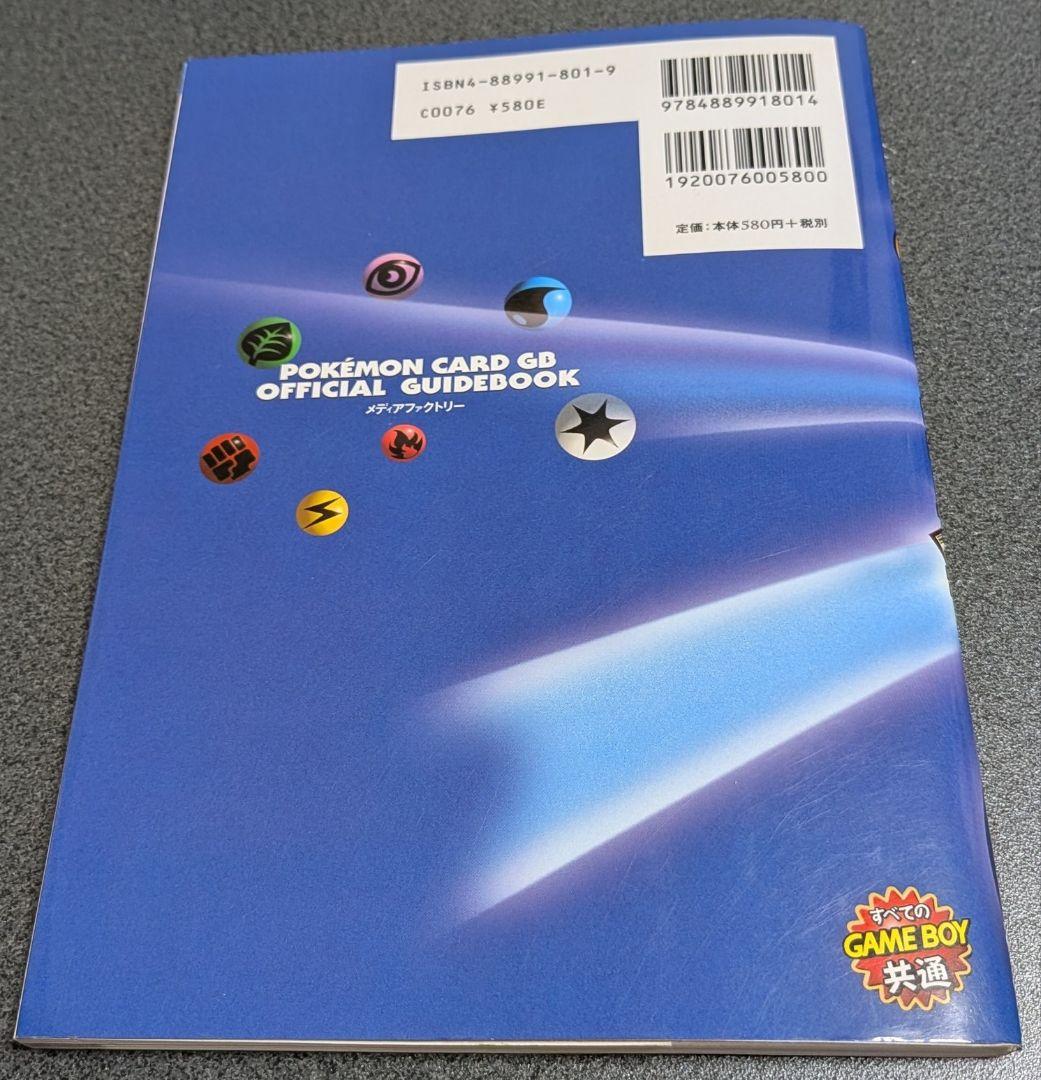 ISBN4-88991-801-9
C0076 ¥580E
9784889918014
1920076005800
定価：本体580円＋税別
POKÉMON CARD GB
OFFICIAL GUIDEBOOK
メディアファクトリー
すべての
GAME BOY
共通